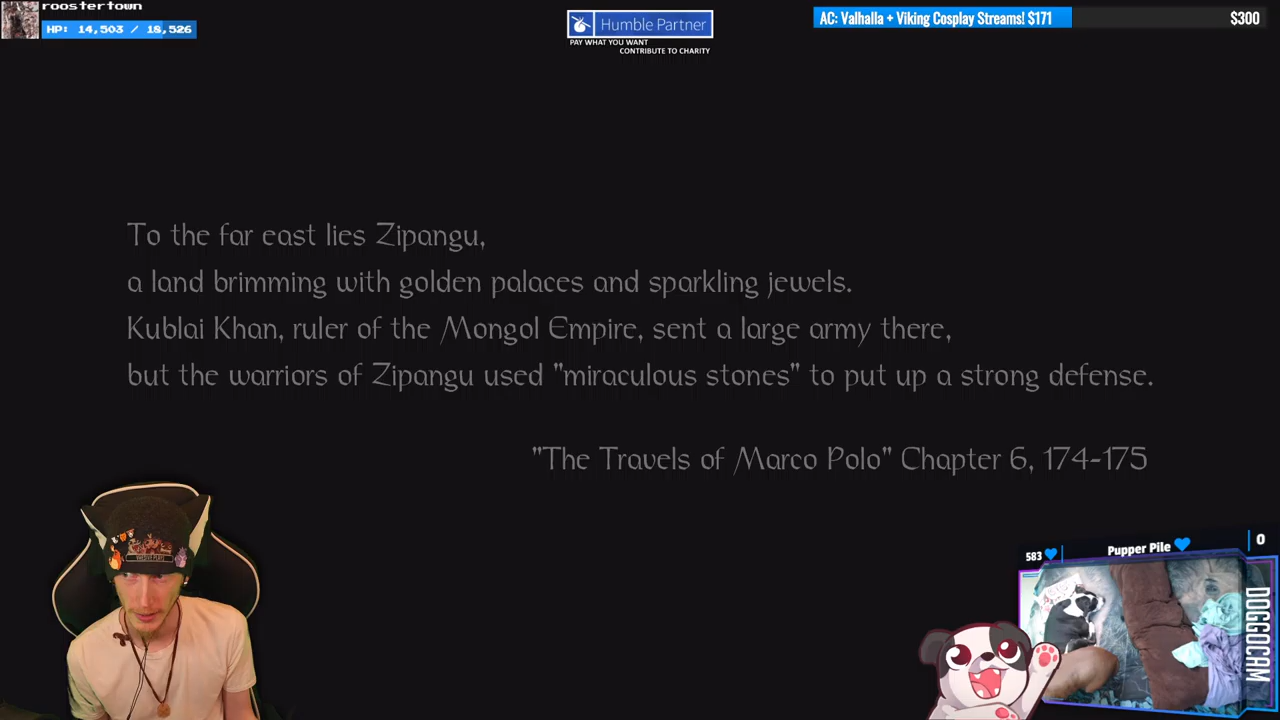 roostertown
HP: 14,503 / 18,526
Humble Partner
PAY WHAT YOU WANT
CONTRIBUTE TO CHARITY
AC: Valhalla + Viking Cosplay Streams! $171
$300
To the far east lies Zipangu,
a land brimming with golden palaces and sparkling jewels.
Kublai Khan, ruler of the Mongol Empire, sent a large army there,
but the warriors of Zipangu used "miraculous stones" to put up a strong defense.
"The Travels of Marco Polo" Chapter 6, 174-175
583
Pupper Pile
0
DOGGOCAM